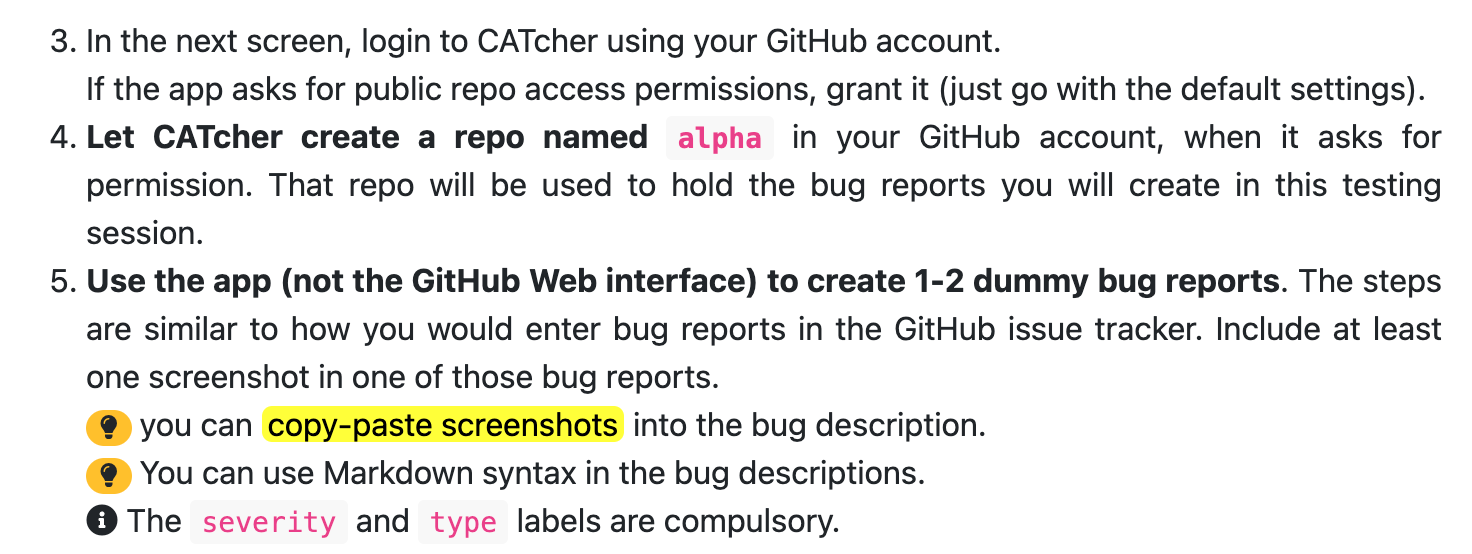 3. In the next screen, login to CATcher using your GitHub account.
If the app asks for public repo access permissions, grant it (just go with the default settings).
4. Let CATcher create a repo named alpha in your GitHub account, when it asks for
permission. That repo will be used to hold the bug reports you will create in this testing
session.
5. Use the app (not the GitHub Web interface) to create 1-2 dummy bug reports. The steps
are similar to how you would enter bug reports in the GitHub issue tracker. Include at least
one screenshot in one of those bug reports.
you can copy-paste screenshots into the bug description.
You can use Markdown syntax in the bug descriptions.
The severity and type labels are compulsory.